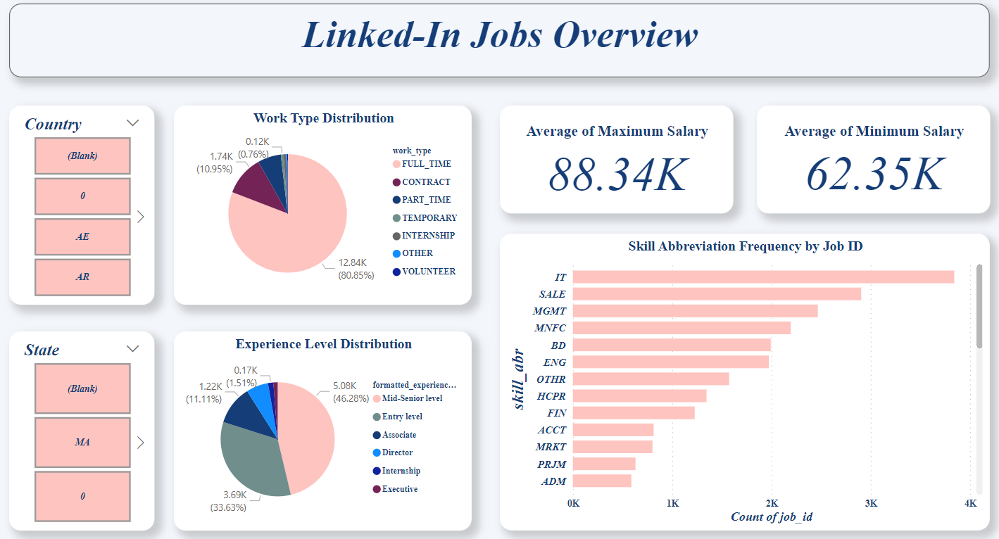 Linked-In Jobs Overview
Country
(Blank)
0
AE
AR
State
(Blank)
MA
0
Work Type Distribution
0.12K
(0.76%)
1.74K
(10.95%)
12.84K
(80.85%)
work_type
FULL_TIME
CONTRACT
PART_TIME
TEMPORARY
INTERNSHIP
OTHER
VOLUNTEER
Experience Level Distribution
0.17K
(1.51%)
1.22K
(11.11%)
5.08K
(46.28%)
3.69K
(33.63%)
formatted_experienc...
Mid-Senior level
Entry level
Associate
Director
Internship
Executive
Average of Maximum Salary
88.34K
Average of Minimum Salary
62.35K
Skill Abbreviation Frequency by Job ID
skill_abr
IT
SALE
MGMT
MNFC
BD
ENG
OTHR
HCPR
FIN
ACCT
MRKT
PRJM
ADM
0K 1K 2K 3K 4K
Count of job_id